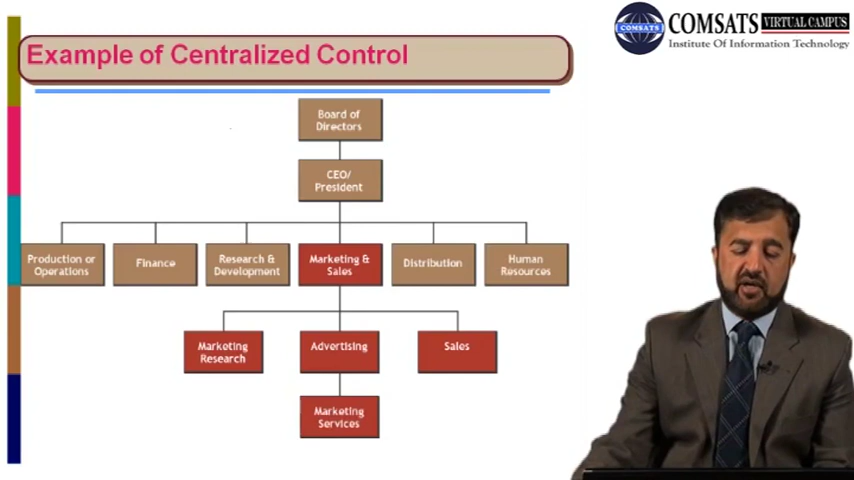 COMSATS VIRTUAL CAMPUS
COMSATS
Institute Of Information Technology
Example of Centralized Control
Board of
Directors
CEO/
President
Production or
Operations
Finance
Research &
Development
Marketing &
Sales
Distribution
Human
Resources
Marketing
Research
Advertising
Sales
Marketing
Services